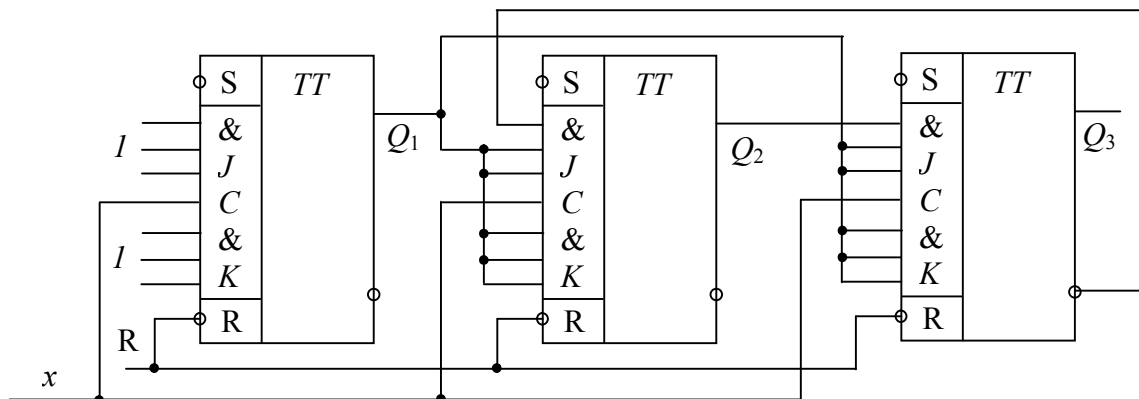 S TT S TT S TT
& & &
1 Q1 Q2 Q3
J J J
C C C
& & &
1
K K K
R R R
R
x